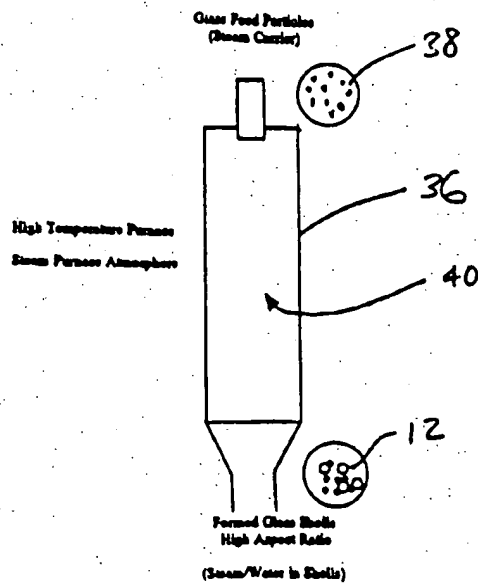 Glass Feed Particles
(Steam Carrier)
38
36
High Temperature Furnace
Steam Furnace Atmosphere
40
12
Formed Glass Shells
High Aspect Ratio
(Steam/Water in Shells)